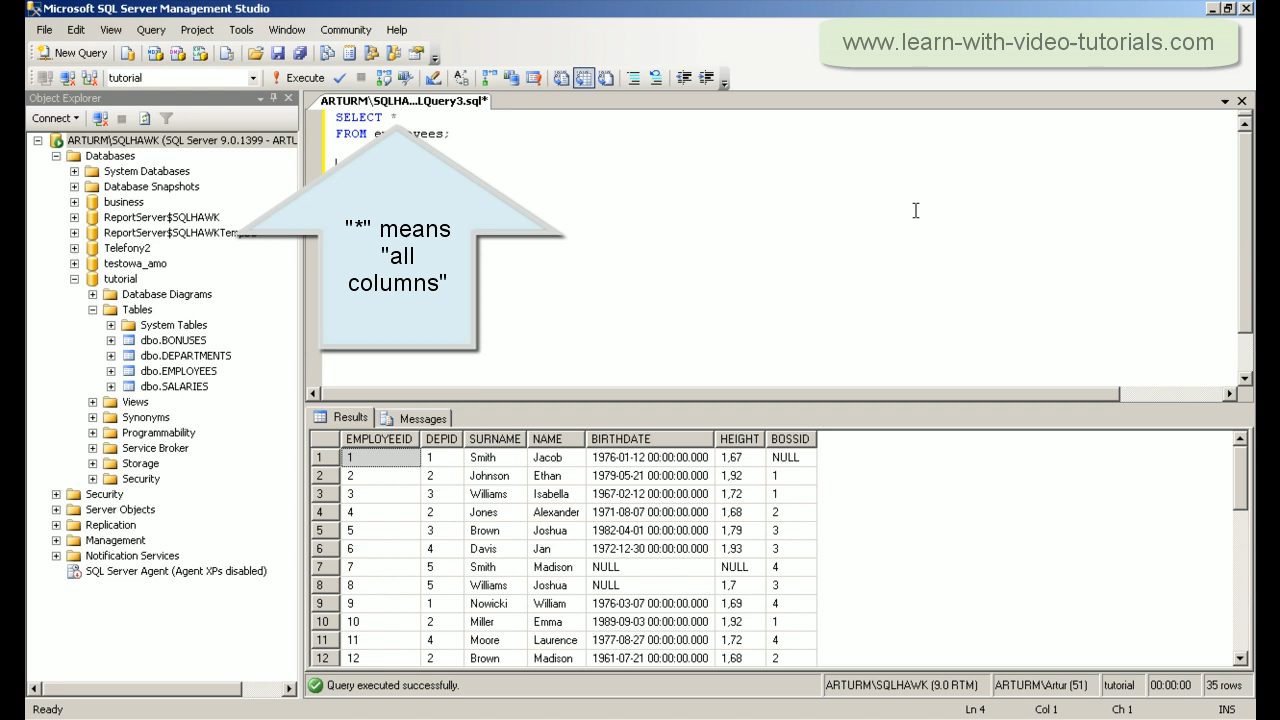 Microsoft SQL Server Management Studio
File Edit View Query Project Tools Window Community Help
www.learn-with-video-tutorials.com
New Query
tutorial
Execute
Object Explorer
Connect
ARTURM\SQLHAWK (SQL Server 9.0.1399 - ARTU
Databases
System Databases
Database Snapshots
business
ReportServer$SQLHAWK
Telefony2
testowa_amo
tutorial
Database Diagrams
Tables
System Tables
dbo.BONUSES
dbo.DEPARTMENTS
dbo.EMPLOYEES
dbo.SALARIES
Views
Synonyms
Programmability
Service Broker
Storage
Security
Security
Server Objects
Replication
Management
Notification Services
SQL Server Agent (Agent XPs disabled)
ARTURM\SQLHA...LQuery3.sql*
SELECT *
FROM employees;
"*" means
"all
columns"
Results Messages
EMPLOYEEID DEPID SURNAME NAME BIRTHDATE HEIGHT BOSSID
1 1 1 Smith Jacob 1976-01-12 00:00:00.000 1,67 NULL
2 2 2 Johnson Ethan 1979-05-21 00:00:00.000 1,92 1
3 3 3 Williams Isabella 1967-02-12 00:00:00.000 1,72 1
4 4 2 Jones Alexander 1971-08-07 00:00:00.000 1,68 2
5 5 3 Brown Joshua 1982-04-01 00:00:00.000 1,79 3
6 6 4 Davis Jan 1972-12-30 00:00:00.000 1,93 3
7 7 5 Smith Madison NULL NULL 4
8 8 5 Williams Joshua NULL 1,7 3
9 9 1 Nowicki William 1976-03-07 00:00:00.000 1,69 4
10 10 2 Miller Emma 1989-09-03 00:00:00.000 1,92 1
11 11 4 Moore Laurence 1977-08-27 00:00:00.000 1,72 4
12 12 2 Brown Madison 1961-07-21 00:00:00.000 1,68 2
Query executed successfully. ARTURM\SQLHAWK (9.0 RTM) ARTURM\Artur (51) tutorial 00:00:00 35 rows
Ready Ln 4 Col 1 Ch 1 INS